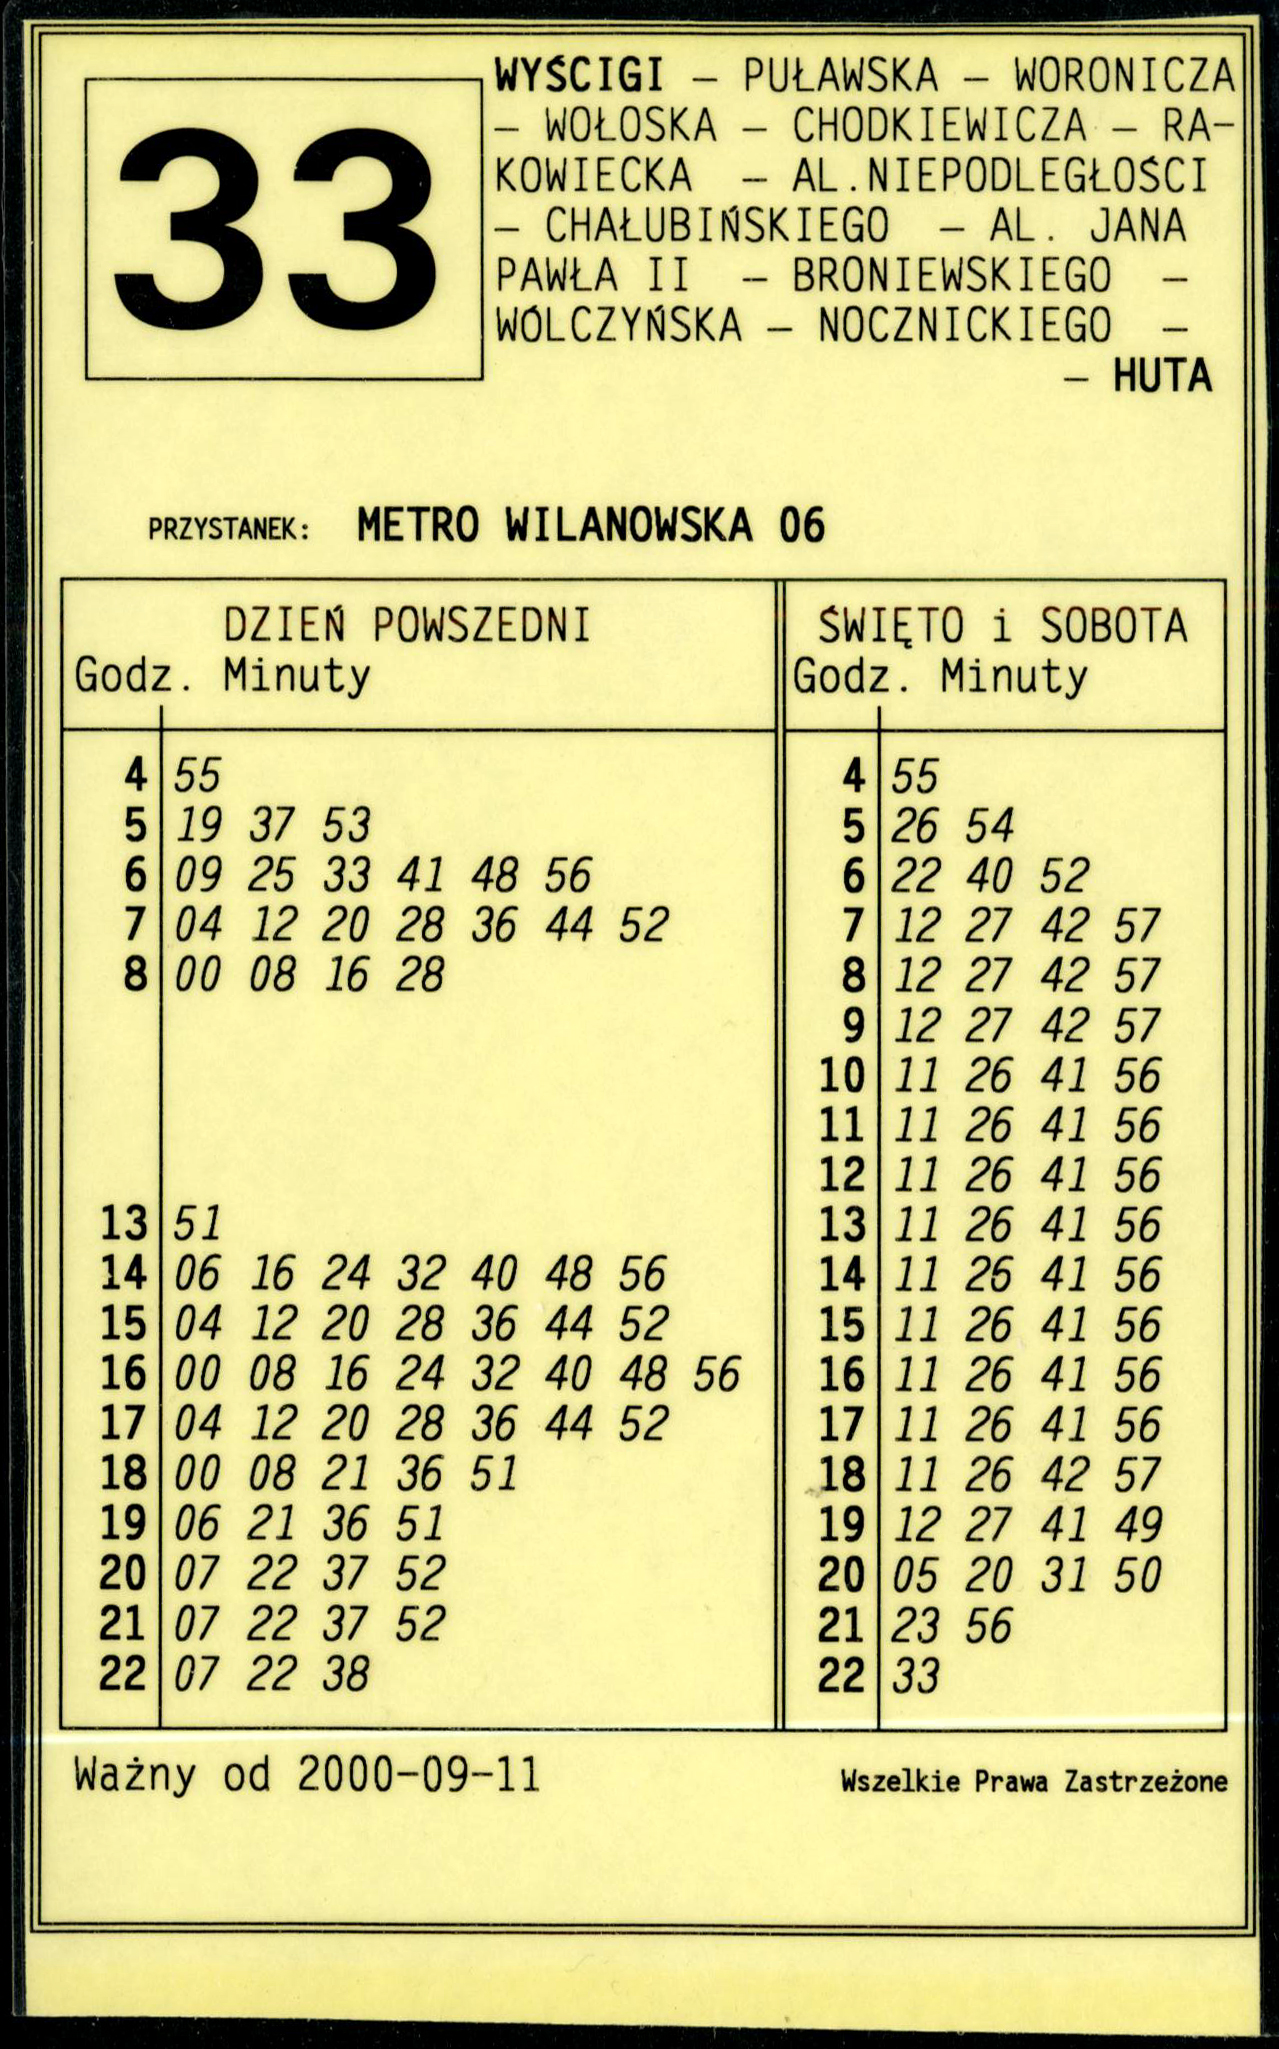 33
WYŚCIGI – PUŁAWSKA – WORONICZA
– WOŁOSKA – CHODKIEWICZA – RA-
KOWIECKA – AL.NIEPODLEGŁOŚCI
– CHAŁUBIŃSKIEGO – AL. JANA
PAWŁA II – BRONIEWSKIEGO –
WÓLCZYŃSKA – NOCZNICKIEGO –
– HUTA
PRZYSTANEK: METRO WILANOWSKA 06
DZIEŃ POWSZEDNI
Godz. Minuty
4 55
5 19 37 53
6 09 25 33 41 48 56
7 04 12 20 28 36 44 52
8 00 08 16 28
13 51
14 06 16 24 32 40 48 56
15 04 12 20 28 36 44 52
16 00 08 16 24 32 40 48 56
17 04 12 20 28 36 44 52
18 00 08 21 36 51
19 06 21 36 51
20 07 22 37 52
21 07 22 37 52
22 07 22 38
ŚWIĘTO i SOBOTA
Godz. Minuty
4 55
5 26 54
6 22 40 52
7 12 27 42 57
8 12 27 42 57
9 12 27 42 57
10 11 26 41 56
11 11 26 41 56
12 11 26 41 56
13 11 26 41 56
14 11 26 41 56
15 11 26 41 56
16 11 26 41 56
17 11 26 41 56
18 11 26 42 57
19 12 27 41 49
20 05 20 31 50
21 23 56
22 33
Ważny od 2000-09-11
Wszelkie Prawa Zastrzeżone